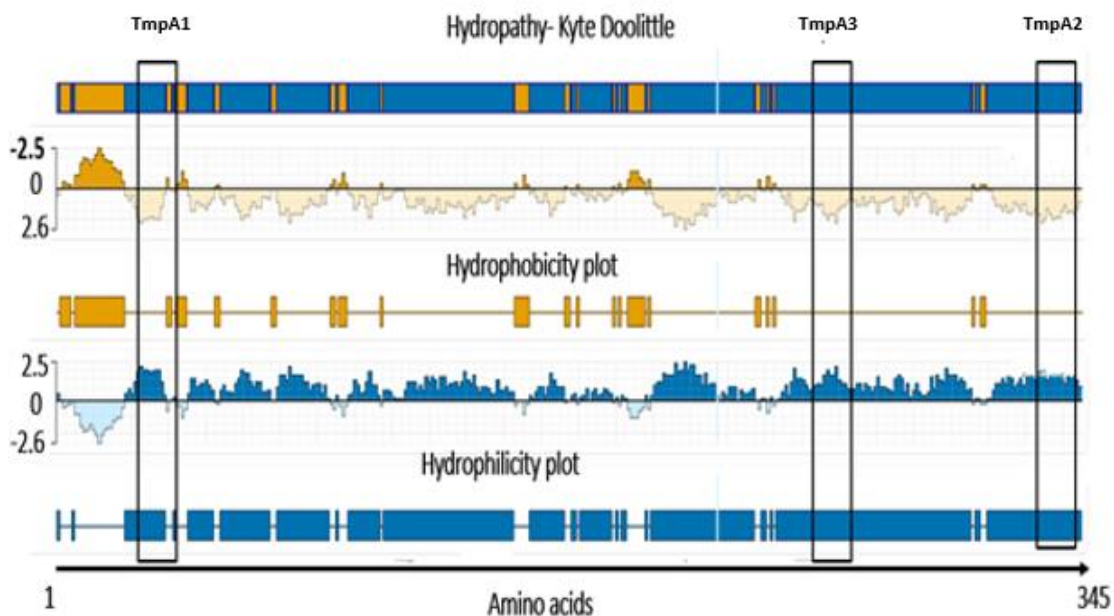 TmpA1
Hydropathy- Kyte Doolittle
TmpA3
TmpA2
-2.5
0
2.6
Hydrophobicity plot
2.5
0
-2.6
Hydrophilicity plot
1
Amino acids
345